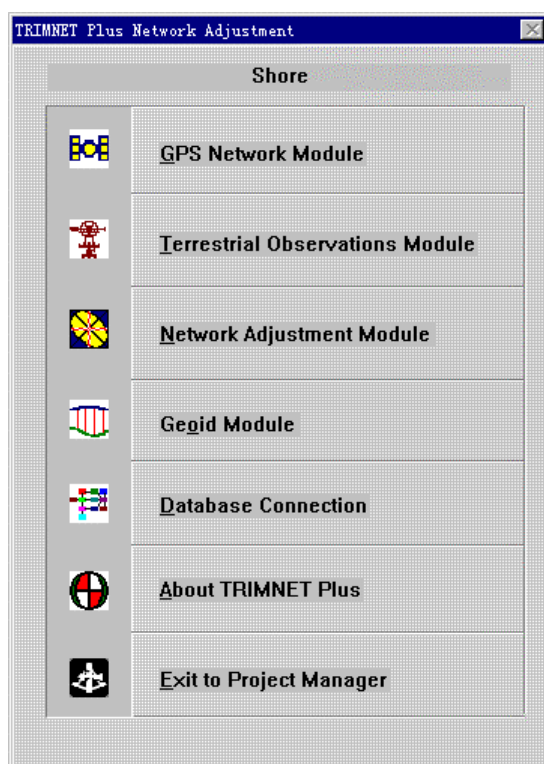 TRIMNET Plus Network Adjustment
Shore
GPS Network Module
Terrestrial Observations Module
Network Adjustment Module
Geoid Module
Database Connection
About TRIMNET Plus
Exit to Project Manager